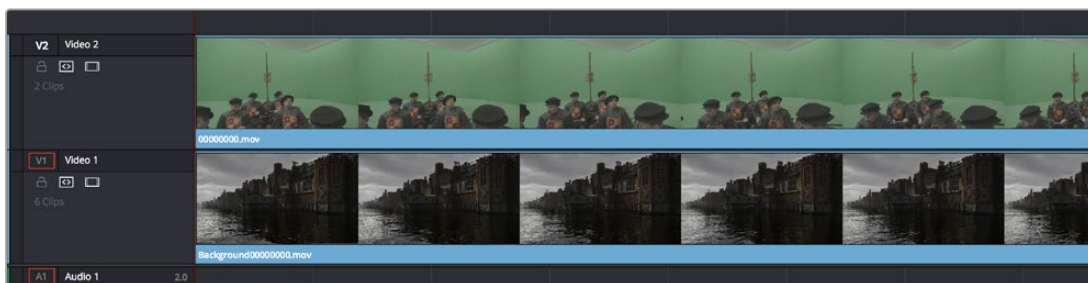 V2 Video 2
2 Clips
00000000.mov
V1 Video 1
6 Clips
Background00000000.mov
A1 Audio 1 2.0